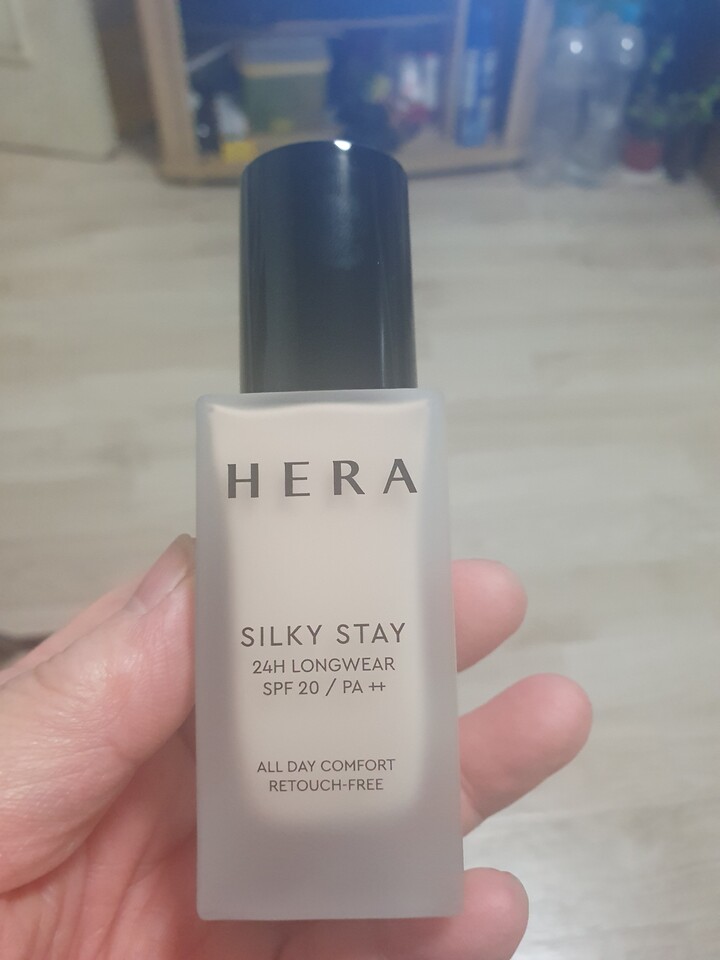 HERA
SILKY STAY
24H LONGWEAR
SPF 20 / PA ++
ALL DAY COMFORT
RETOUCH-FREE